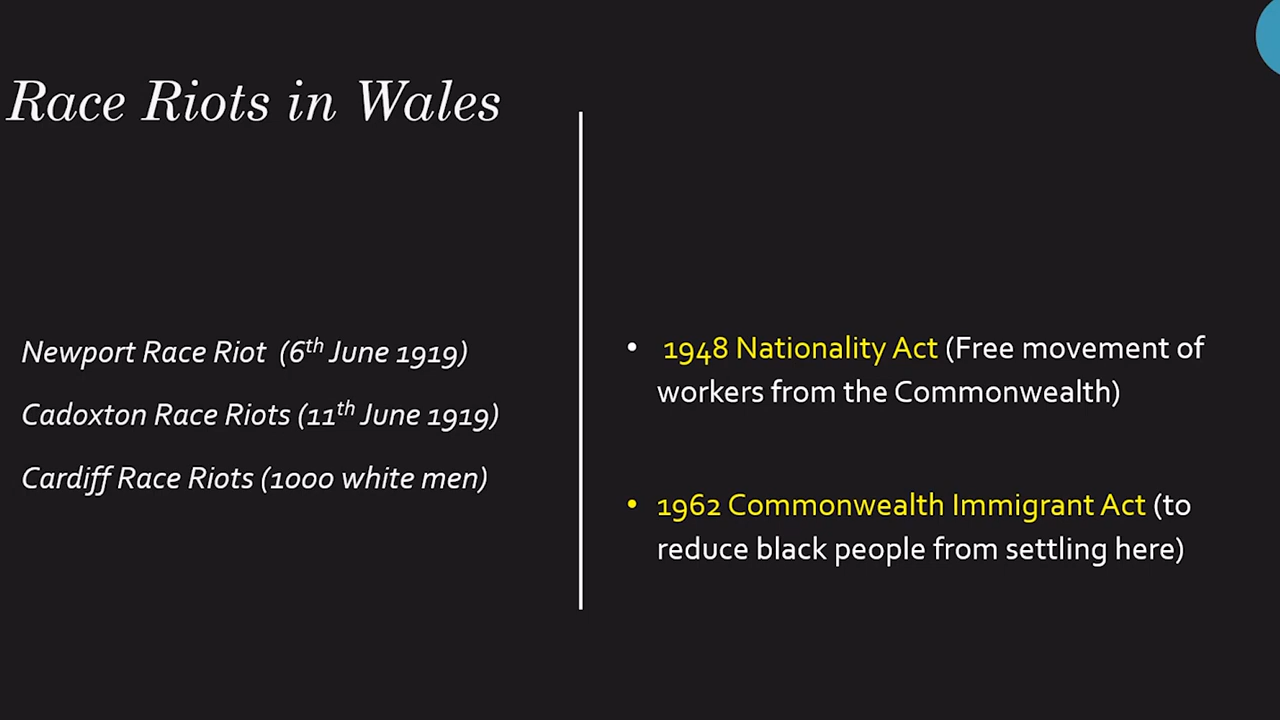 Race Riots in Wales
Newport Race Riot (6th June 1919)
Cadoxton Race Riots (11th June 1919)
Cardiff Race Riots (1000 white men)
• 1948 Nationality Act (Free movement of
workers from the Commonwealth)
• 1962 Commonwealth Immigrant Act (to
reduce black people from settling here)